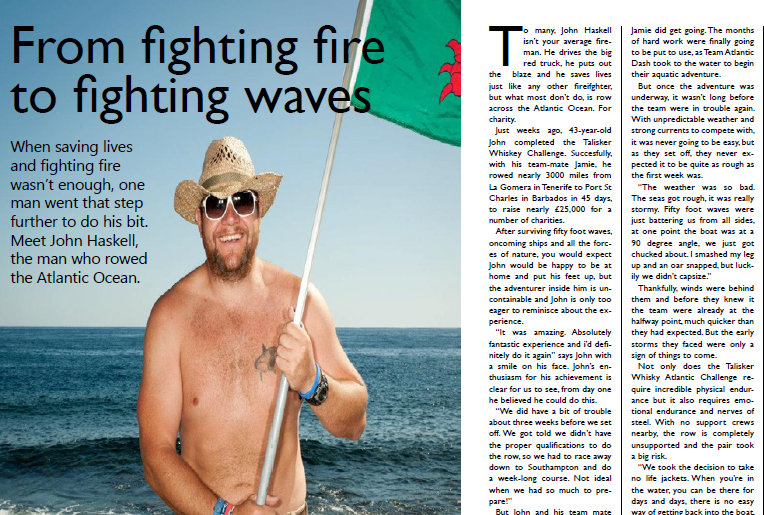 From fighting fire
to fighting waves
When saving lives
and fighting fire
wasn't enough, one
man went that step
further to do his bit.
Meet John Haskell,
the man who rowed
the Atlantic Ocean.
To many, John Haskell
isn't your average fire-
man. He drives the big
red truck, he puts out
the blaze and he saves lives
just like any other fireifghter,
but what most don't do, is row
across the Atlantic Ocean. For
charity.
Just weeks ago, 43-year-old
John completed the Talisker
Whiskey Challenge. Succesfully,
with his team-mate Jamie, he
rowed nearly 3000 miles from
La Gomera in Tenerife to Port St
Charles in Barbados in 45 days,
to raise nearly £25,000 for a
number of charities.
After surviving fifty foot waves,
oncoming ships and all the forc-
es of nature, you would expect
John would be happy to be at
home and put his feet up, but
the adventurer inside him is un-
containable and John is only too
eager to reminisce about the ex-
perience.
"It was amazing. Absolutely
fantastic experience and i'd defi-
nitely do it again" says John with
a smile on his face. John's en-
thusiasm for his achievement is
clear for us to see, from day one
he believed he could do this.
"We did have a bit of trouble
about three weeks before we set
off. We got told we didn't have
the proper qualifications to do
the row, so we had to race away
down to Southampton and do
a week-long course. Not ideal
when we had so much to pre-
pare!"
But John and his team mate
Jamie did get going. The months
of hard work were finally going
to be put to use, as Team Atlantic
Dash took to the water to begin
their aquatic adventure.
But once the adventure was
underway, it wasn't long before
the team were in trouble again.
With unpredictable weather and
strong currents to compete with,
it was never going to be easy, but
as they set off, they never ex-
pected it to be quite as rough as
the first week was.
"The weather was so bad.
The seas got rough, it was really
stormy. Fifty foot waves were
just battering us from all sides,
at one point the boat was at a
90 degree angle, we just got
chucked about. I smashed my leg
up and an oar snapped, but luck-
ily we didn't capsize."
Thankfully, winds were behind
them and before they knew it
the team were already at the
halfway point, much quicker than
they had expected. But the early
storms they faced were only a
sign of things to come.
Not only does the Talisker
Whisky Atlantic Challenge re-
quire incredible physical endur-
ance but it also requires emo-
tional endurance and nerves of
steel. With no support crews
nearby, the row is completely
unsupported and the pair took
a big risk.
"We took the decision to take
no life jackets. When you're in
the water, you can be there for
days and days, there is no easy
way of getting back into the boat.